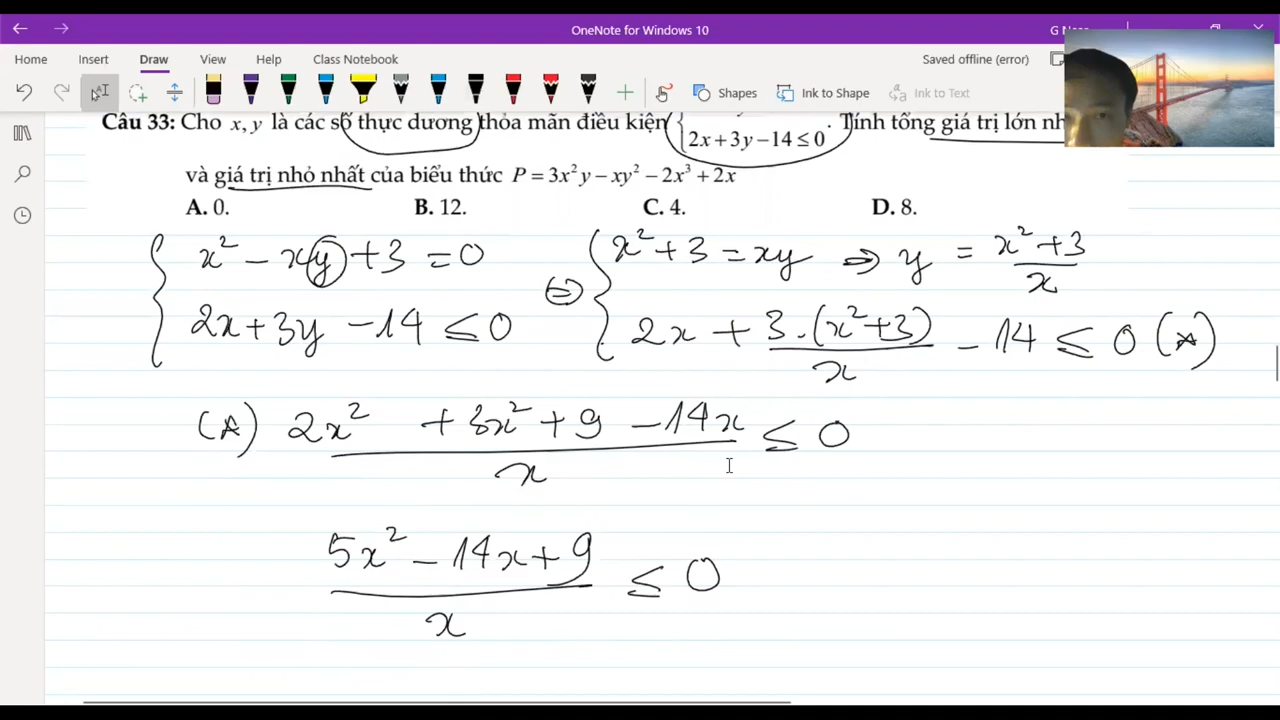 OneNote for Windows 10
Home Insert Draw View Help Class Notebook Saved offline (error)
Shapes Ink to Shape Ink to Text
Câu 33: Cho x, y là các số thực dương thỏa mãn điều kiện { 2x + 3y − 14 ≤ 0 . Tính tổng giá trị lớn
và giá trị nhỏ nhất của biểu thức P = 3x²y − xy² − 2x³ + 2x
A. 0. B. 12. C. 4. D. 8.
{ x² − xy + 3 = 0 ⇔ { x² + 3 = xy ⇒ y = (x² + 3)/x
2x + 3y − 14 ≤ 0 2x + 3.(x² + 3)/x − 14 ≤ 0 (*)
(*) (2x² + 3x² + 9 − 14x)/x ≤ 0
(5x² − 14x + 9)/x ≤ 0